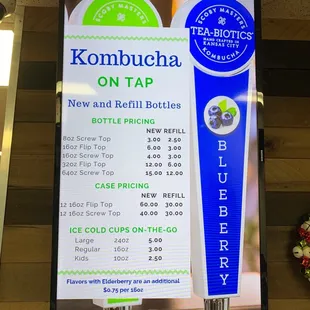 SCOBY MASTERS
SCOBY MASTERS
TEA-BIOTICS
HAND CRAFTED IN
KANSAS CITY
KOMBUCHA
Kombucha
ON TAP
New and Refill Bottles
BOTTLE PRICING
NEW REFILL
8oz Screw Top 3.00 2.50
16oz Flip Top 6.00 3.00
16oz Screw Top 4.00 3.00
32oz Flip Top 12.00 6.00
64oz Screw Top 15.00 12.00
CASE PRICING
NEW REFILL
12 16oz Flip Top 60.00 30.00
12 16oz Screw Top 40.00 30.00
ICE COLD CUPS ON-THE-GO
Large 24oz 5.00
Regular 16oz 3.00
Kids 10oz 2.50
Flavors with Elderberry are an additional
$0.75 per 16oz
BLUEBERRY